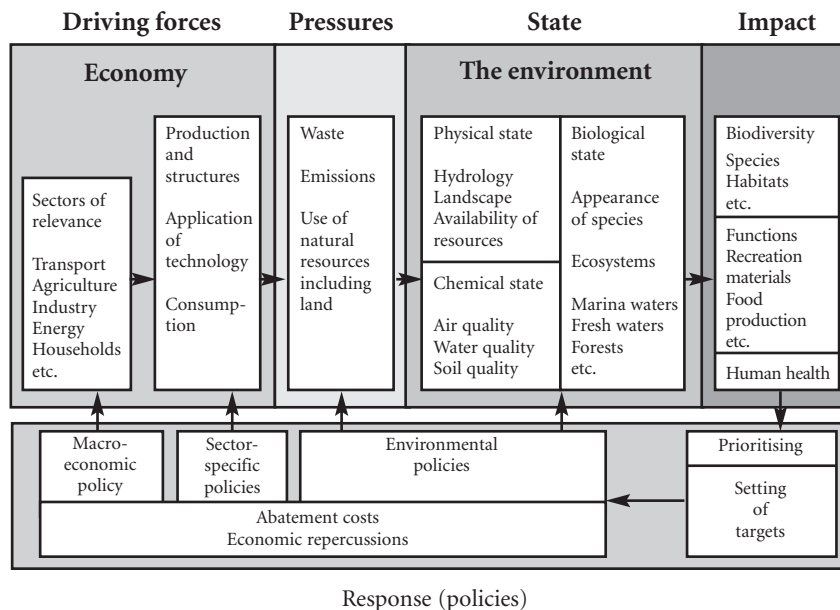 Driving forces
Pressures
State
Impact
Economy
The environment
Sectors of
relevance
Transport
Agriculture
Industry
Energy
Households
etc.
Production
and
structures
Application
of
technology
Consump-
tion
Waste
Emissions
Use of
natural
resources
including
land
Physical state
Hydrology
Landscape
Availability of
resources
Chemical state
Air quality
Water quality
Soil quality
Biological
state
Appearance
of species
Ecosystems
Marina waters
Fresh waters
Forests
etc.
Biodiversity
Species
Habitats
etc.
Functions
Recreation
materials
Food
production
etc.
Human health
Macro-
economic
policy
Sector-
specific
policies
Environmental
policies
Abatement costs
Economic repercussions
Prioritising
Setting
of
targets
Response (policies)